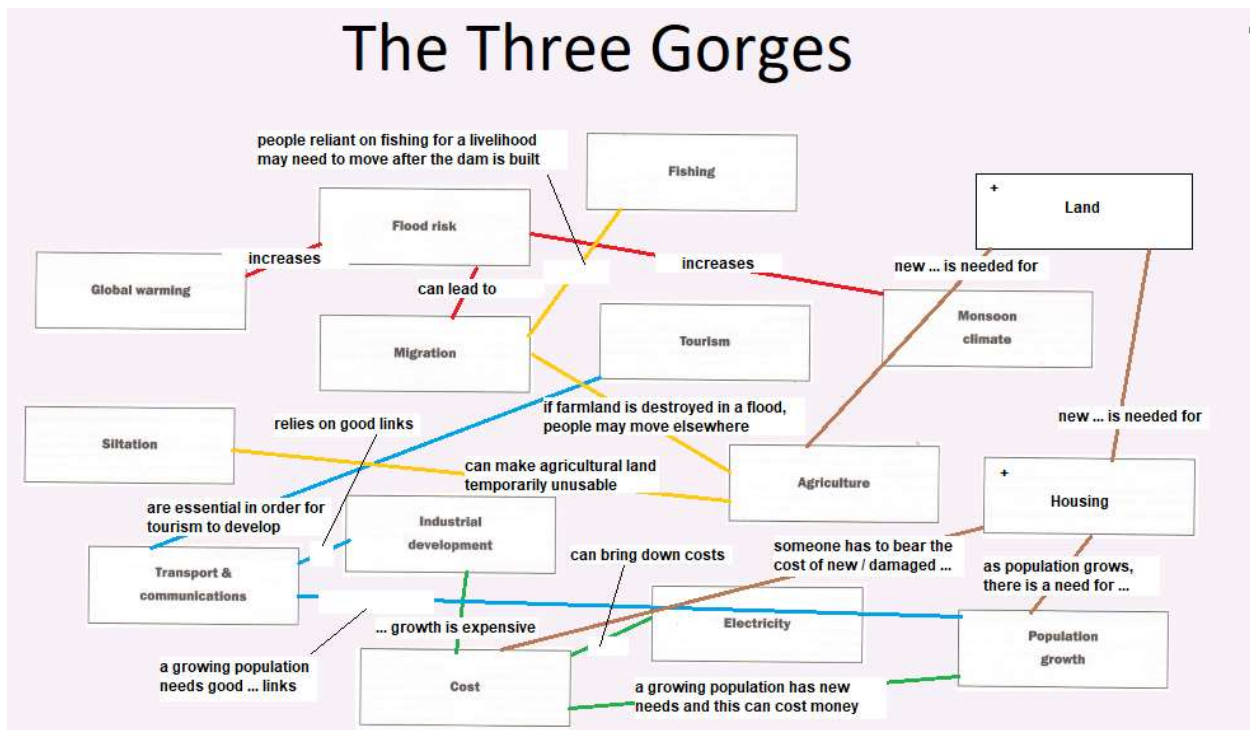 The Three Gorges
people reliant on fishing for a livelihood
may need to move after the dam is built
Fishing
+
Land
Flood risk
increases
Global warming
can lead to
increases
new ... is needed for
Monsoon
climate
Migration
Tourism
if farmland is destroyed in a flood,
people may move elsewhere
new ... is needed for
relies on good links
Siltation
can make agricultural land
temporarily unusable
Agriculture
+
Housing
are essential in order for
tourism to develop
Industrial
development
can bring down costs
someone has to bear the
cost of new / damaged ...
as population grows,
there is a need for ...
Transport &
communications
... growth is expensive
Electricity
Population
growth
a growing population
needs good ... links
Cost
a growing population has new
needs and this can cost money